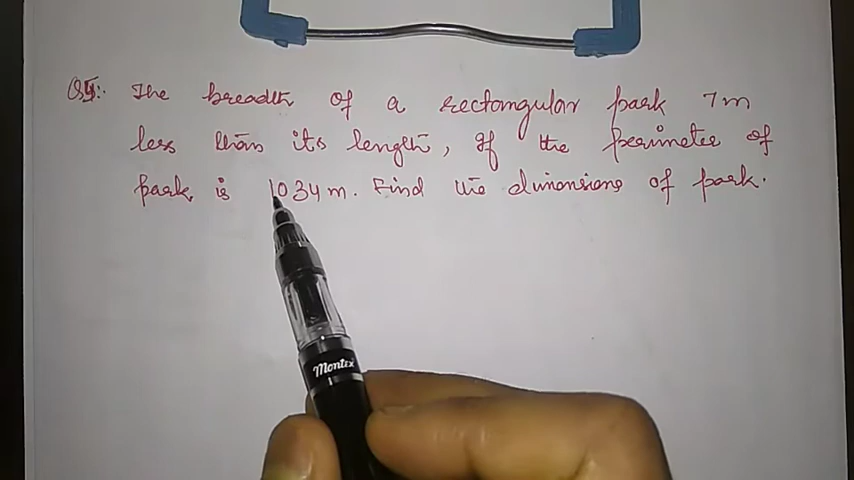 Q5:. The breadth of a rectangular park 7m
less than its length, If the perimeter of
park is 1034 m. Find the dimensions of park.
Montex